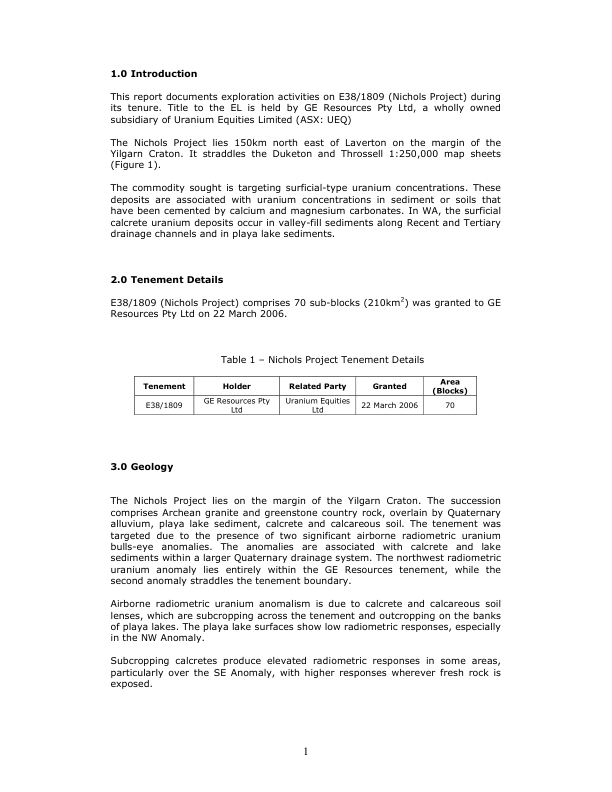 1.0 Introduction
This report documents exploration activities on E38/1809 (Nichols Project) during
its tenure. Title to the EL is held by GE Resources Pty Ltd, a wholly owned
subsidiary of Uranium Equities Limited (ASX: UEQ)
The Nichols Project lies 150km north east of Laverton on the margin of the
Yilgarn Craton. It straddles the Duketon and Throssell 1:250,000 map sheets
(Figure 1).
The commodity sought is targeting surficial-type uranium concentrations. These
deposits are associated with uranium concentrations in sediment or soils that
have been cemented by calcium and magnesium carbonates. In WA, the surficial
calcrete uranium deposits occur in valley-fill sediments along Recent and Tertiary
drainage channels and in playa lake sediments.
2.0 Tenement Details
E38/1809 (Nichols Project) comprises 70 sub-blocks (210km²) was granted to GE
Resources Pty Ltd on 22 March 2006.
Table 1 – Nichols Project Tenement Details
Tenement Holder Related Party Granted Area (Blocks)
E38/1809 GE Resources Pty Ltd Uranium Equities Ltd 22 March 2006 70
3.0 Geology
The Nichols Project lies on the margin of the Yilgarn Craton. The succession
comprises Archean granite and greenstone country rock, overlain by Quaternary
alluvium, playa lake sediment, calcrete and calcareous soil. The tenement was
targeted due to the presence of two significant airborne radiometric uranium
bulls-eye anomalies. The anomalies are associated with calcrete and lake
sediments within a larger Quaternary drainage system. The northwest radiometric
uranium anomaly lies entirely within the GE Resources tenement, while the
second anomaly straddles the tenement boundary.
Airborne radiometric uranium anomalism is due to calcrete and calcareous soil
lenses, which are subcropping across the tenement and outcropping on the banks
of playa lakes. The playa lake surfaces show low radiometric responses, especially
in the NW Anomaly.
Subcropping calcretes produce elevated radiometric responses in some areas,
particularly over the SE Anomaly, with higher responses wherever fresh rock is
exposed.
1